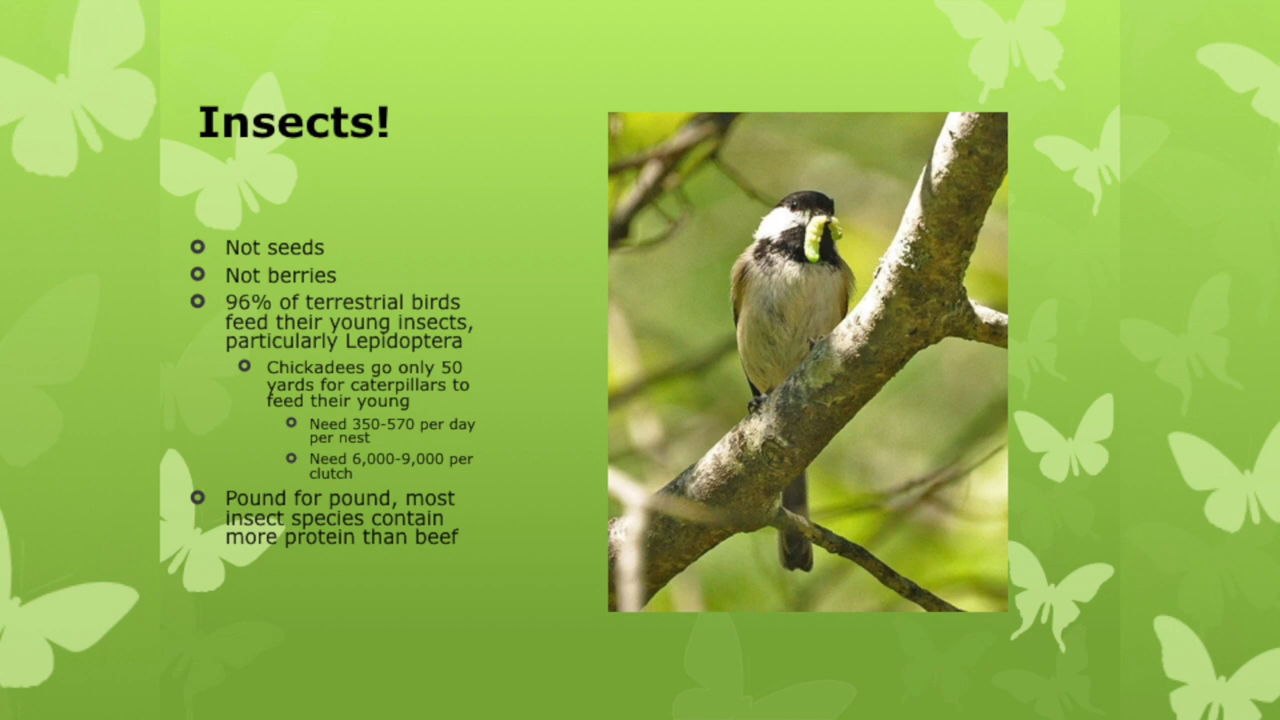 Insects!
Not seeds
Not berries
96% of terrestrial birds
feed their young insects,
particularly Lepidoptera
Chickadees go only 50
yards for caterpillars to
feed their young
Need 350-570 per day
per nest
Need 6,000-9,000 per
clutch
Pound for pound, most
insect species contain
more protein than beef